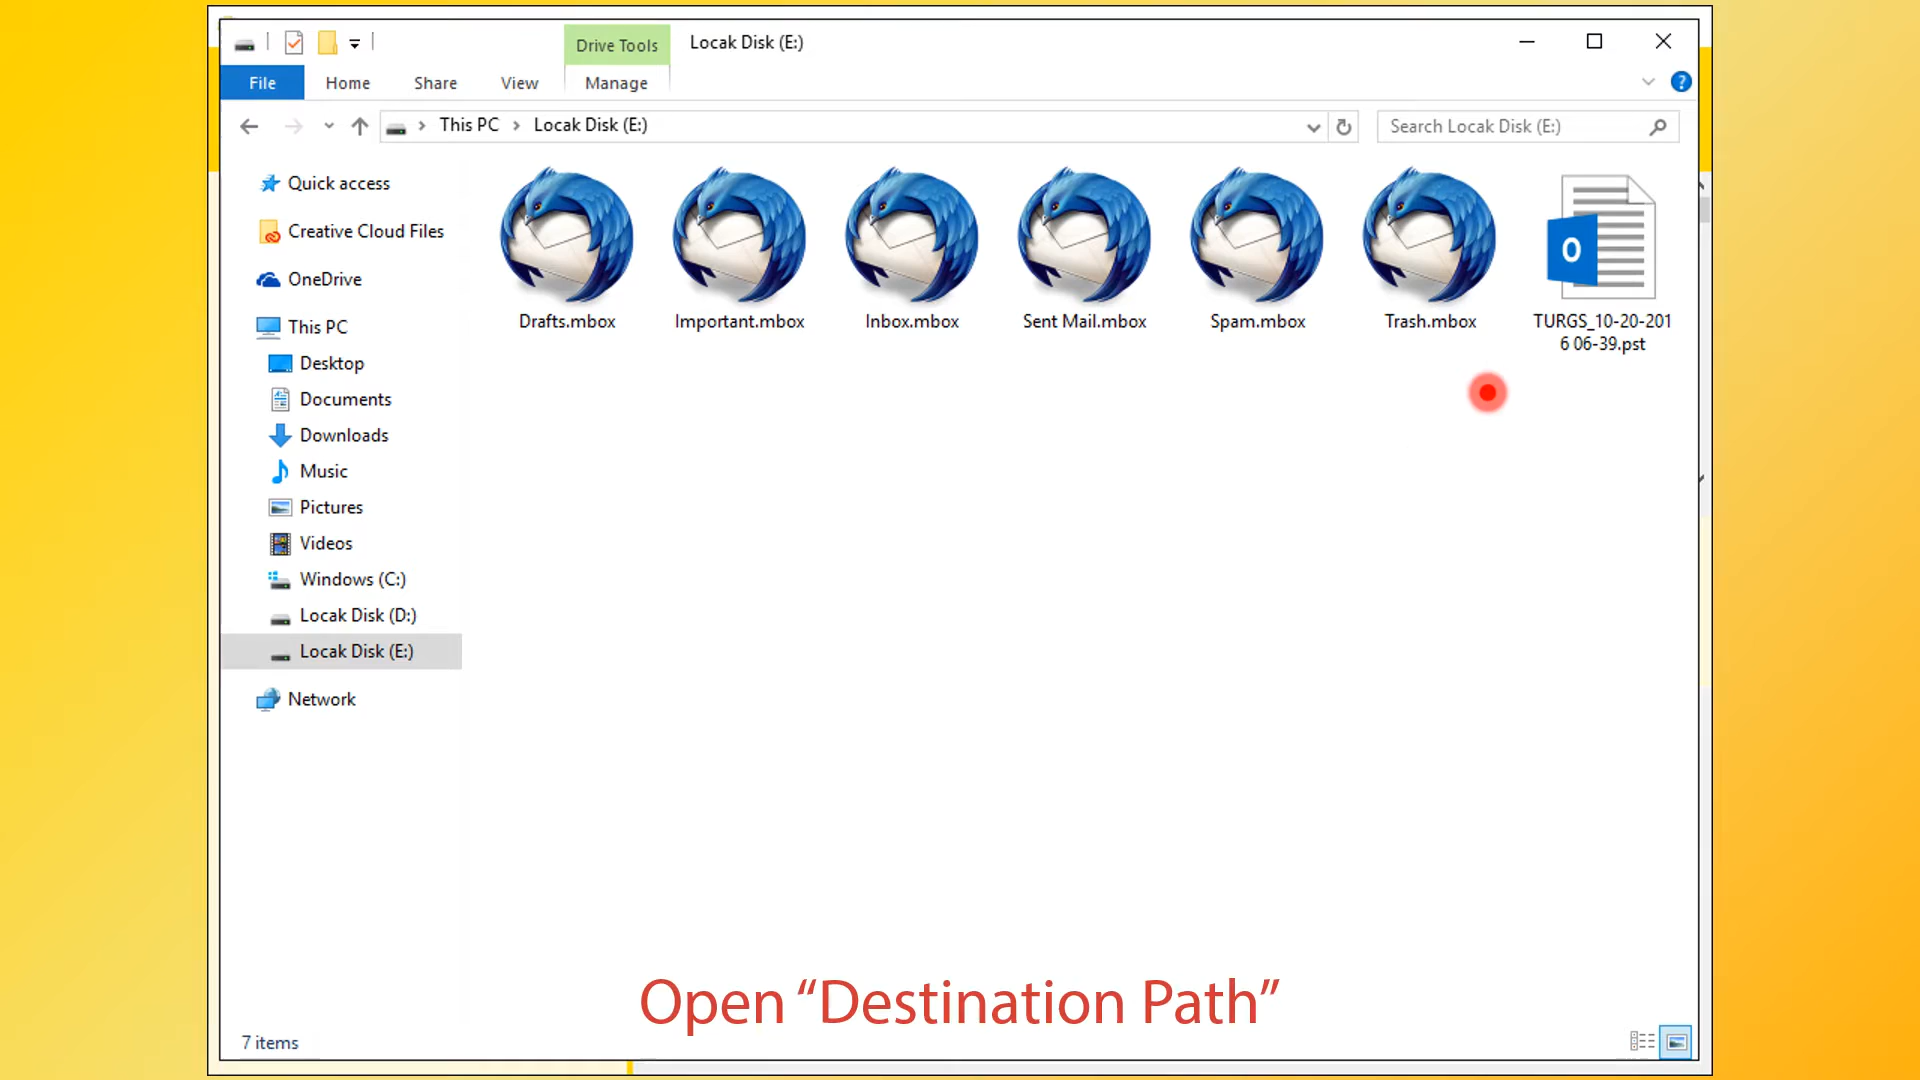 Drive Tools
Locak Disk (E:)
File
Home
Share
View
Manage
?
This PC
Locak Disk (E:)
Search Locak Disk (E:)
Quick access
Creative Cloud Files
OneDrive
This PC
Desktop
Documents
Downloads
Music
Pictures
Videos
Windows (C:)
Locak Disk (D:)
Locak Disk (E:)
Network
Drafts.mbox
Important.mbox
Inbox.mbox
Sent Mail.mbox
Spam.mbox
Trash.mbox
O
TURGS_10-20-201
6 06-39.pst
Open “Destination Path”
7 items